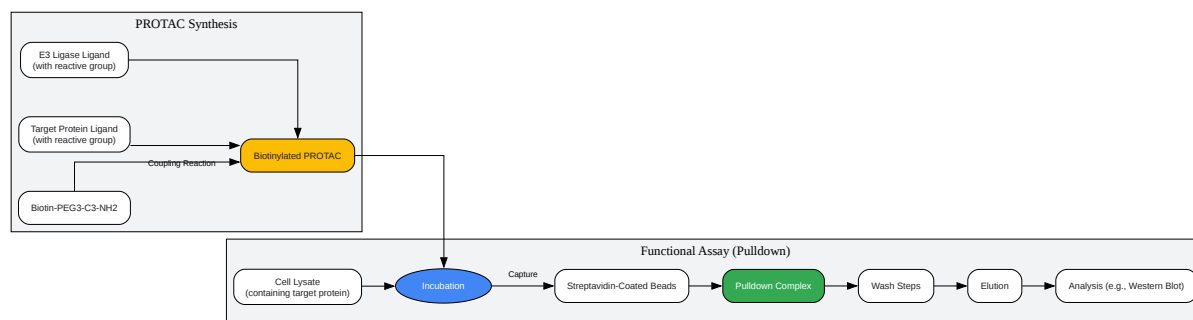 PROTAC Synthesis
E3 Ligase Ligand
(with reactive group)
Target Protein Ligand
(with reactive group)
Coupling Reaction
Biotinylated PROTAC
Biotin-PEG3-C3-NH2
Functional Assay (Pulldown)
Cell Lysate
(containing target protein)
Incubation
Capture
Streptavidin-Coated Beads
Pulldown Complex
Wash Steps
Elution
Analysis (e.g., Western Blot)